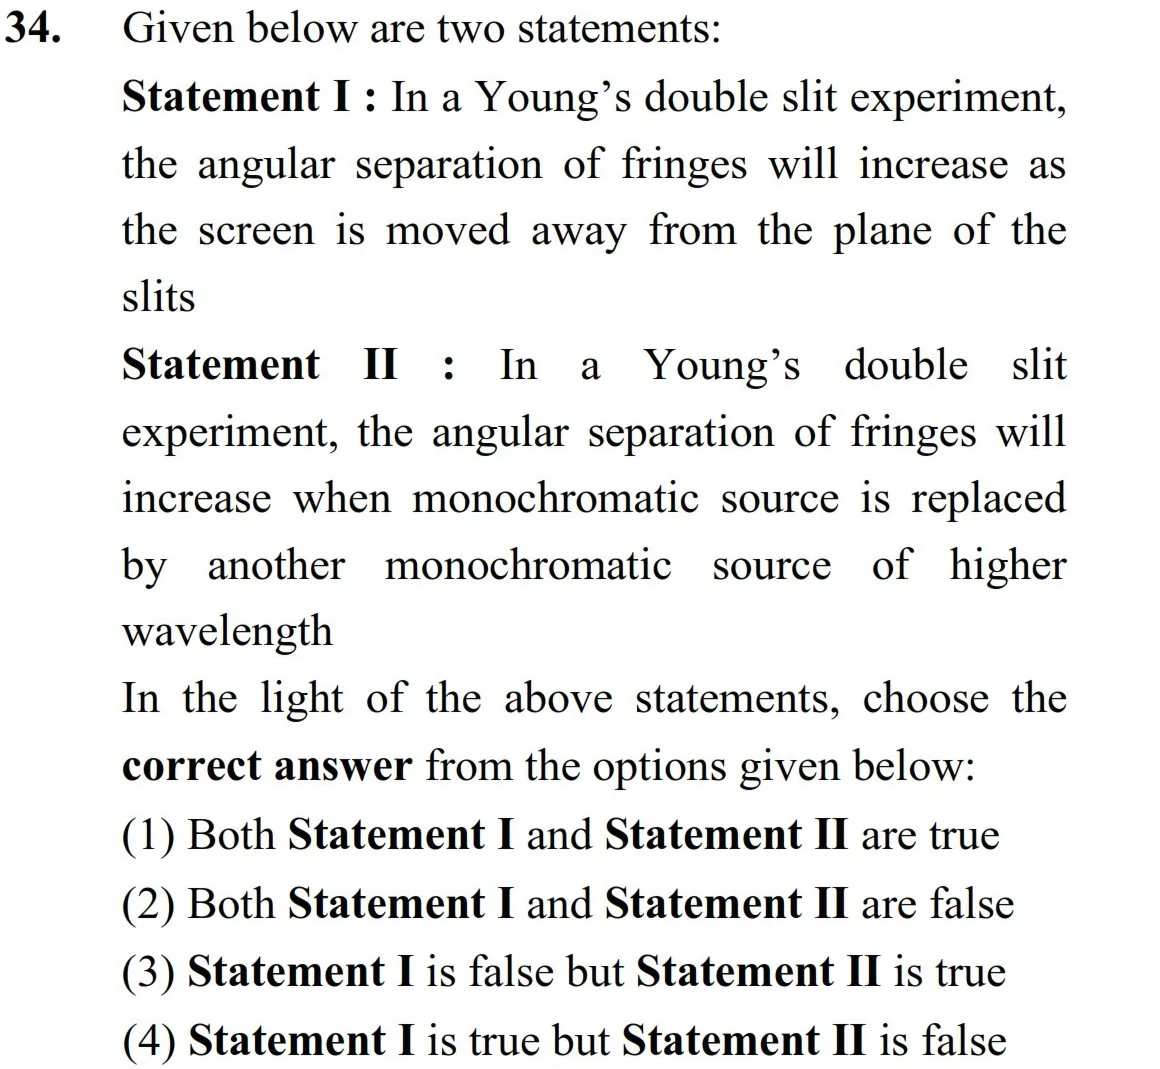 34. Given below are two statements:
Statement I : In a Young’s double slit experiment,
the angular separation of fringes will increase as
the screen is moved away from the plane of the
slits
Statement II : In a Young’s double slit
experiment, the angular separation of fringes will
increase when monochromatic source is replaced
by another monochromatic source of higher
wavelength
In the light of the above statements, choose the
correct answer from the options given below:
(1) Both Statement I and Statement II are true
(2) Both Statement I and Statement II are false
(3) Statement I is false but Statement II is true
(4) Statement I is true but Statement II is false